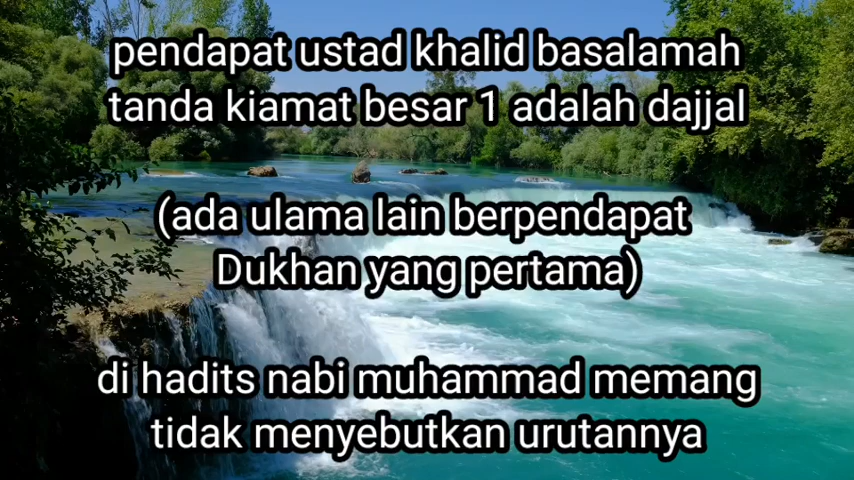 pendapat ustad khalid basalamah
tanda kiamat besar 1 adalah dajjal
(ada ulama lain berpendapat
Dukhan yang pertama)
di hadits nabi muhammad memang
tidak menyebutkan urutannya